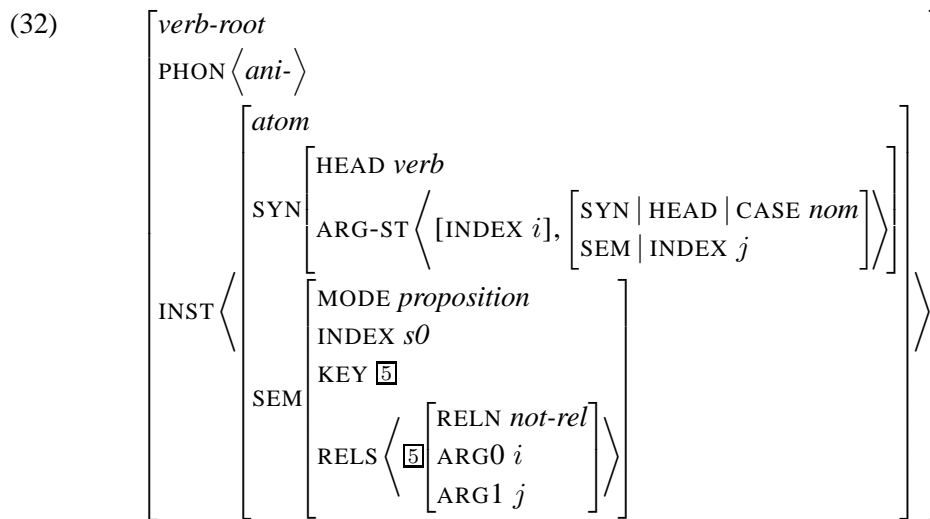 (32)
verb-root
PHON ⟨ani-⟩
atom
HEAD verb
SYN
ARG-ST ⟨ [INDEX i], [SYN | HEAD | CASE nom
SEM | INDEX j] ⟩
INST
MODE proposition
INDEX s0
KEY 5
SEM
RELN not-rel
RELS ⟨ 5 ARG0 i
ARG1 j ⟩